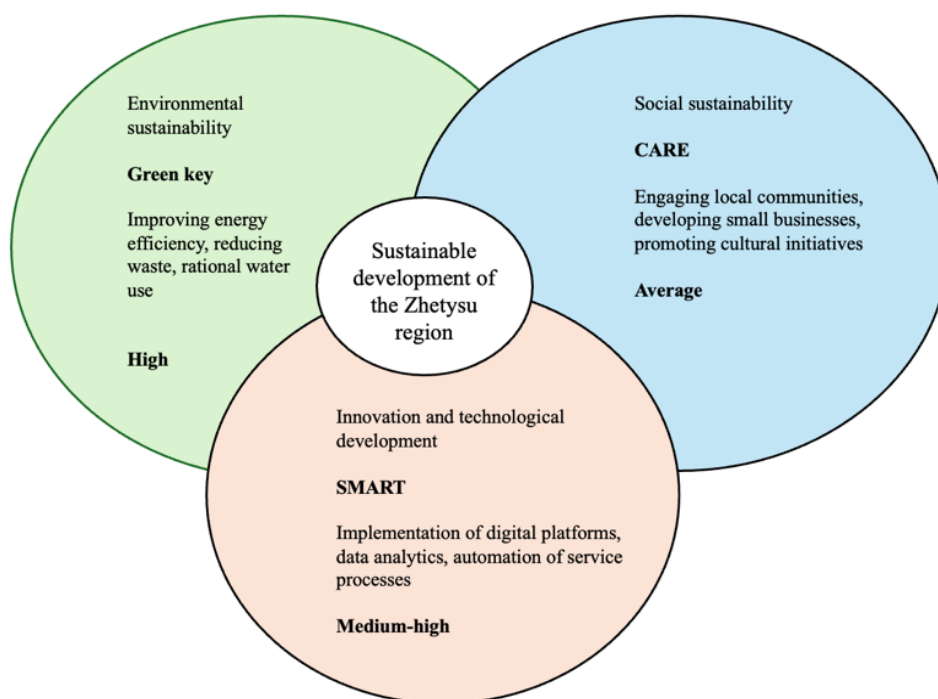 Environmental
sustainability
Green key
Improving energy
efficiency, reducing
waste, rational water
use
High
Social sustainability
CARE
Engaging local communities,
developing small businesses,
promoting cultural initiatives
Average
Sustainable
development of
the Zhetysu
region
Innovation and technological
development
SMART
Implementation of digital platforms,
data analytics, automation of service
processes
Medium-high